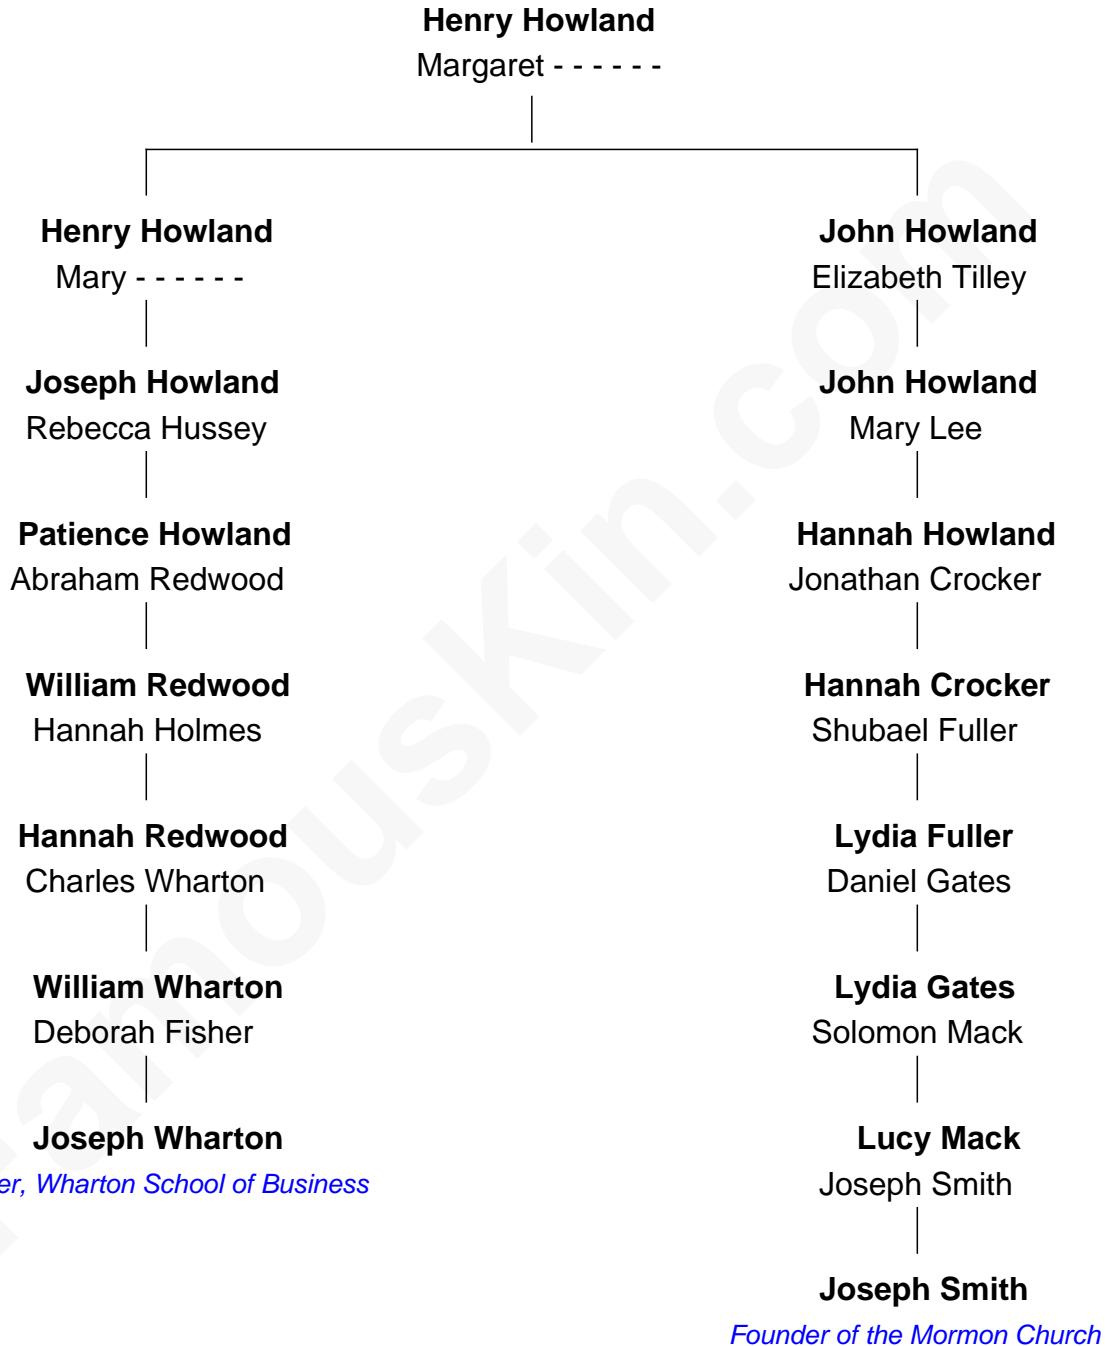 Henry Howland
Margaret - - - - - -
Henry Howland
Mary - - - - - -
Joseph Howland
Rebecca Hussey
Patience Howland
Abraham Redwood
William Redwood
Hannah Holmes
Hannah Redwood
Charles Wharton
William Wharton
Deborah Fisher
Joseph Wharton
er, Wharton School of Business
John Howland
Elizabeth Tilley
John Howland
Mary Lee
Hannah Howland
Jonathan Crocker
Hannah Crocker
Shubael Fuller
Lydia Fuller
Daniel Gates
Lydia Gates
Solomon Mack
Lucy Mack
Joseph Smith
Joseph Smith
Founder of the Mormon Church
FamousKin.com